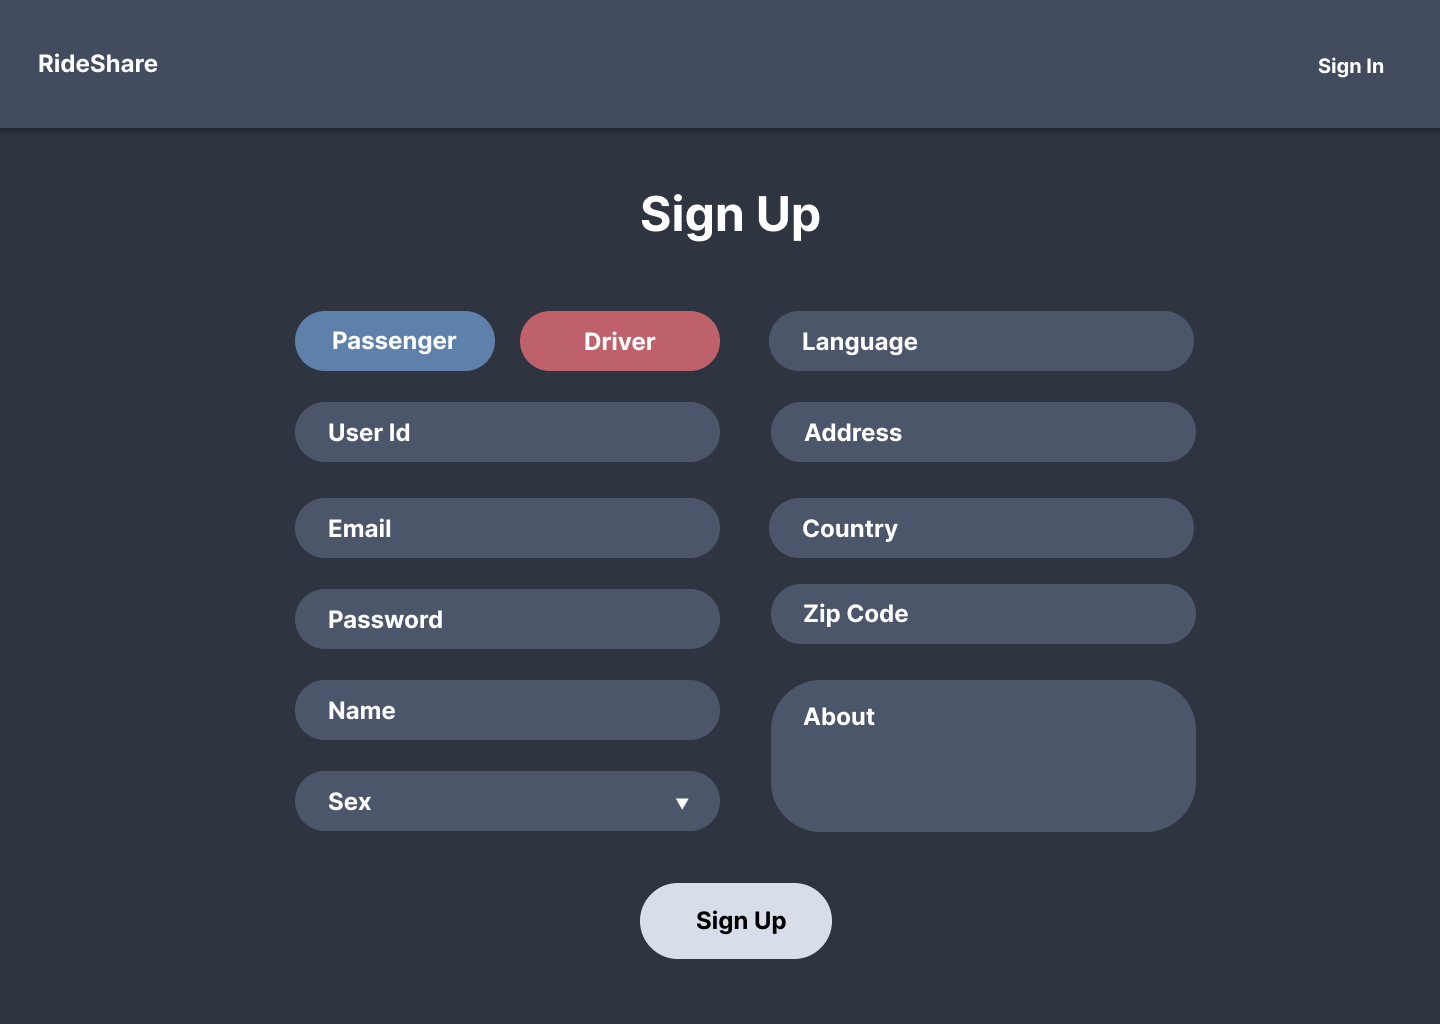 RideShare
Sign In
Sign Up
Passenger
Driver
Language
User Id
Address
Email
Country
Password
Zip Code
Name
About
Sex
Sign Up